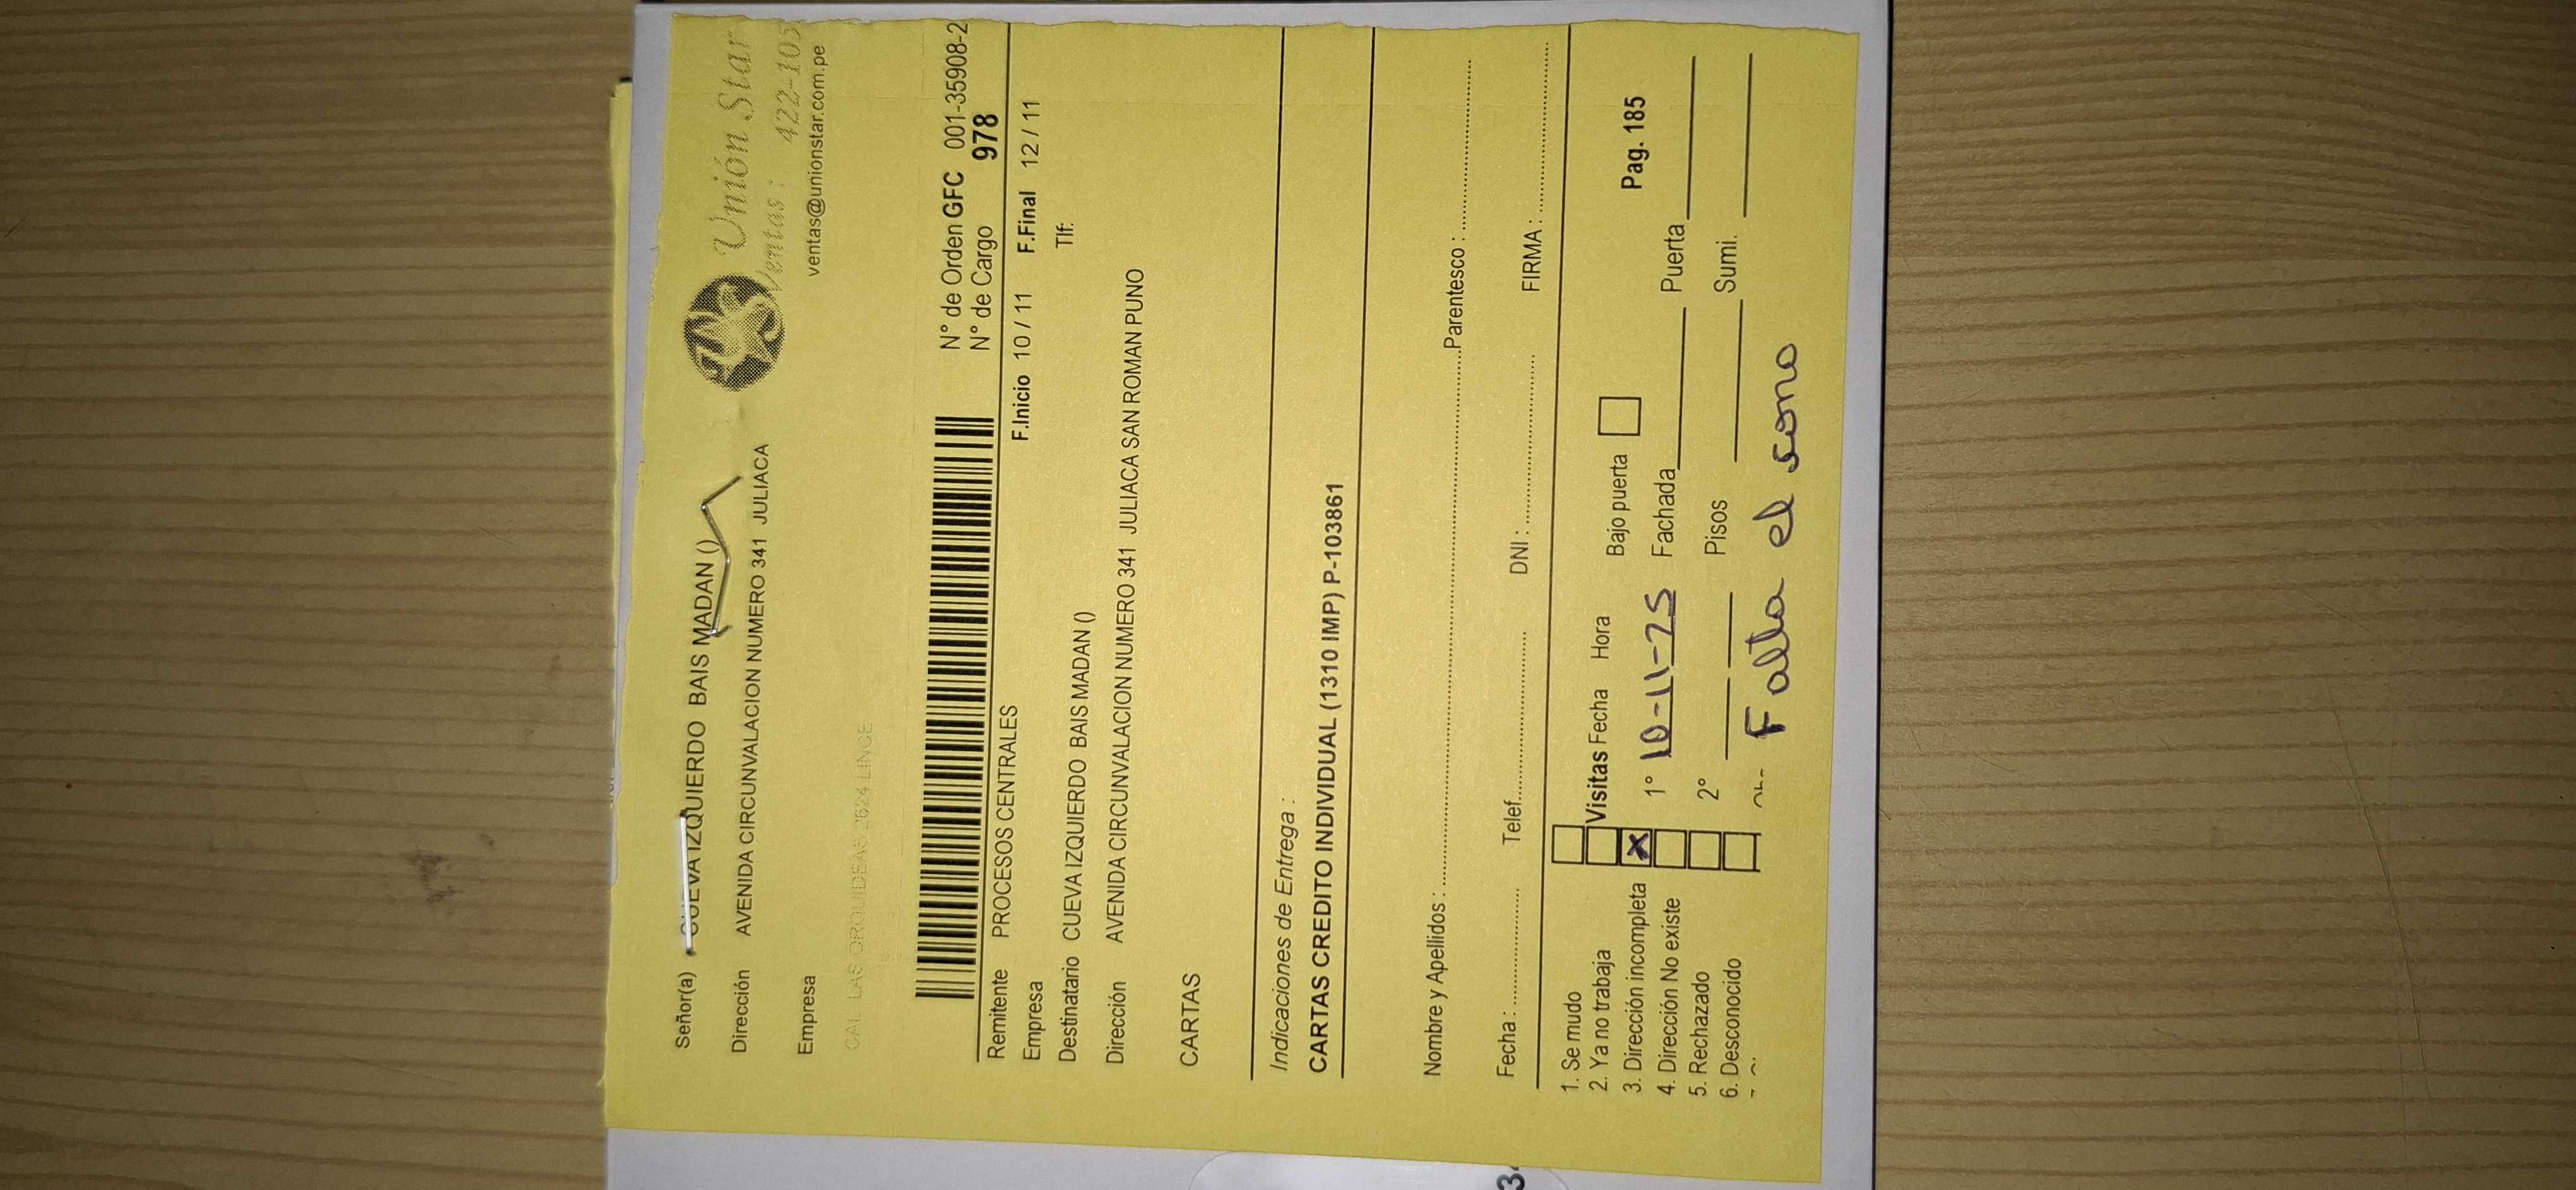 Señor(a) CUEVA IZQUIERDO BAIS MADAN ()
Unión Star
Ventas : 422-105
Dirección AVENIDA CIRCUNVALACION NUMERO 341 JULIACA
ventas@unionstar.com.pe
Empresa
CAL LAS ORQUIDEAS 2624 LINCE
N° de Orden GFC 001-35908-2
N° de Cargo 978
Remitente PROCESOS CENTRALES
F.Inicio 10 / 11 F.Final 12 / 11
Empresa
Destinatario CUEVA IZQUIERDO BAIS MADAN () Tlf:
Dirección AVENIDA CIRCUNVALACION NUMERO 341 JULIACA SAN ROMAN PUNO
CARTAS
Indicaciones de Entrega :
CARTAS CREDITO INDIVIDUAL (1310 IMP) P-103861
Nombre y Apellidos : Parentesco :
Fecha : Telef. DNI : FIRMA :
1. Se mudo
2. Ya no trabaja Visitas Fecha Hora Bajo puerta
3. Dirección incompleta X Pag. 185
4. Dirección No existe 1° 10-11-25 Fachada Puerta
5. Rechazado
6. Desconocido 2° Pisos Sumi.
Falta el sono